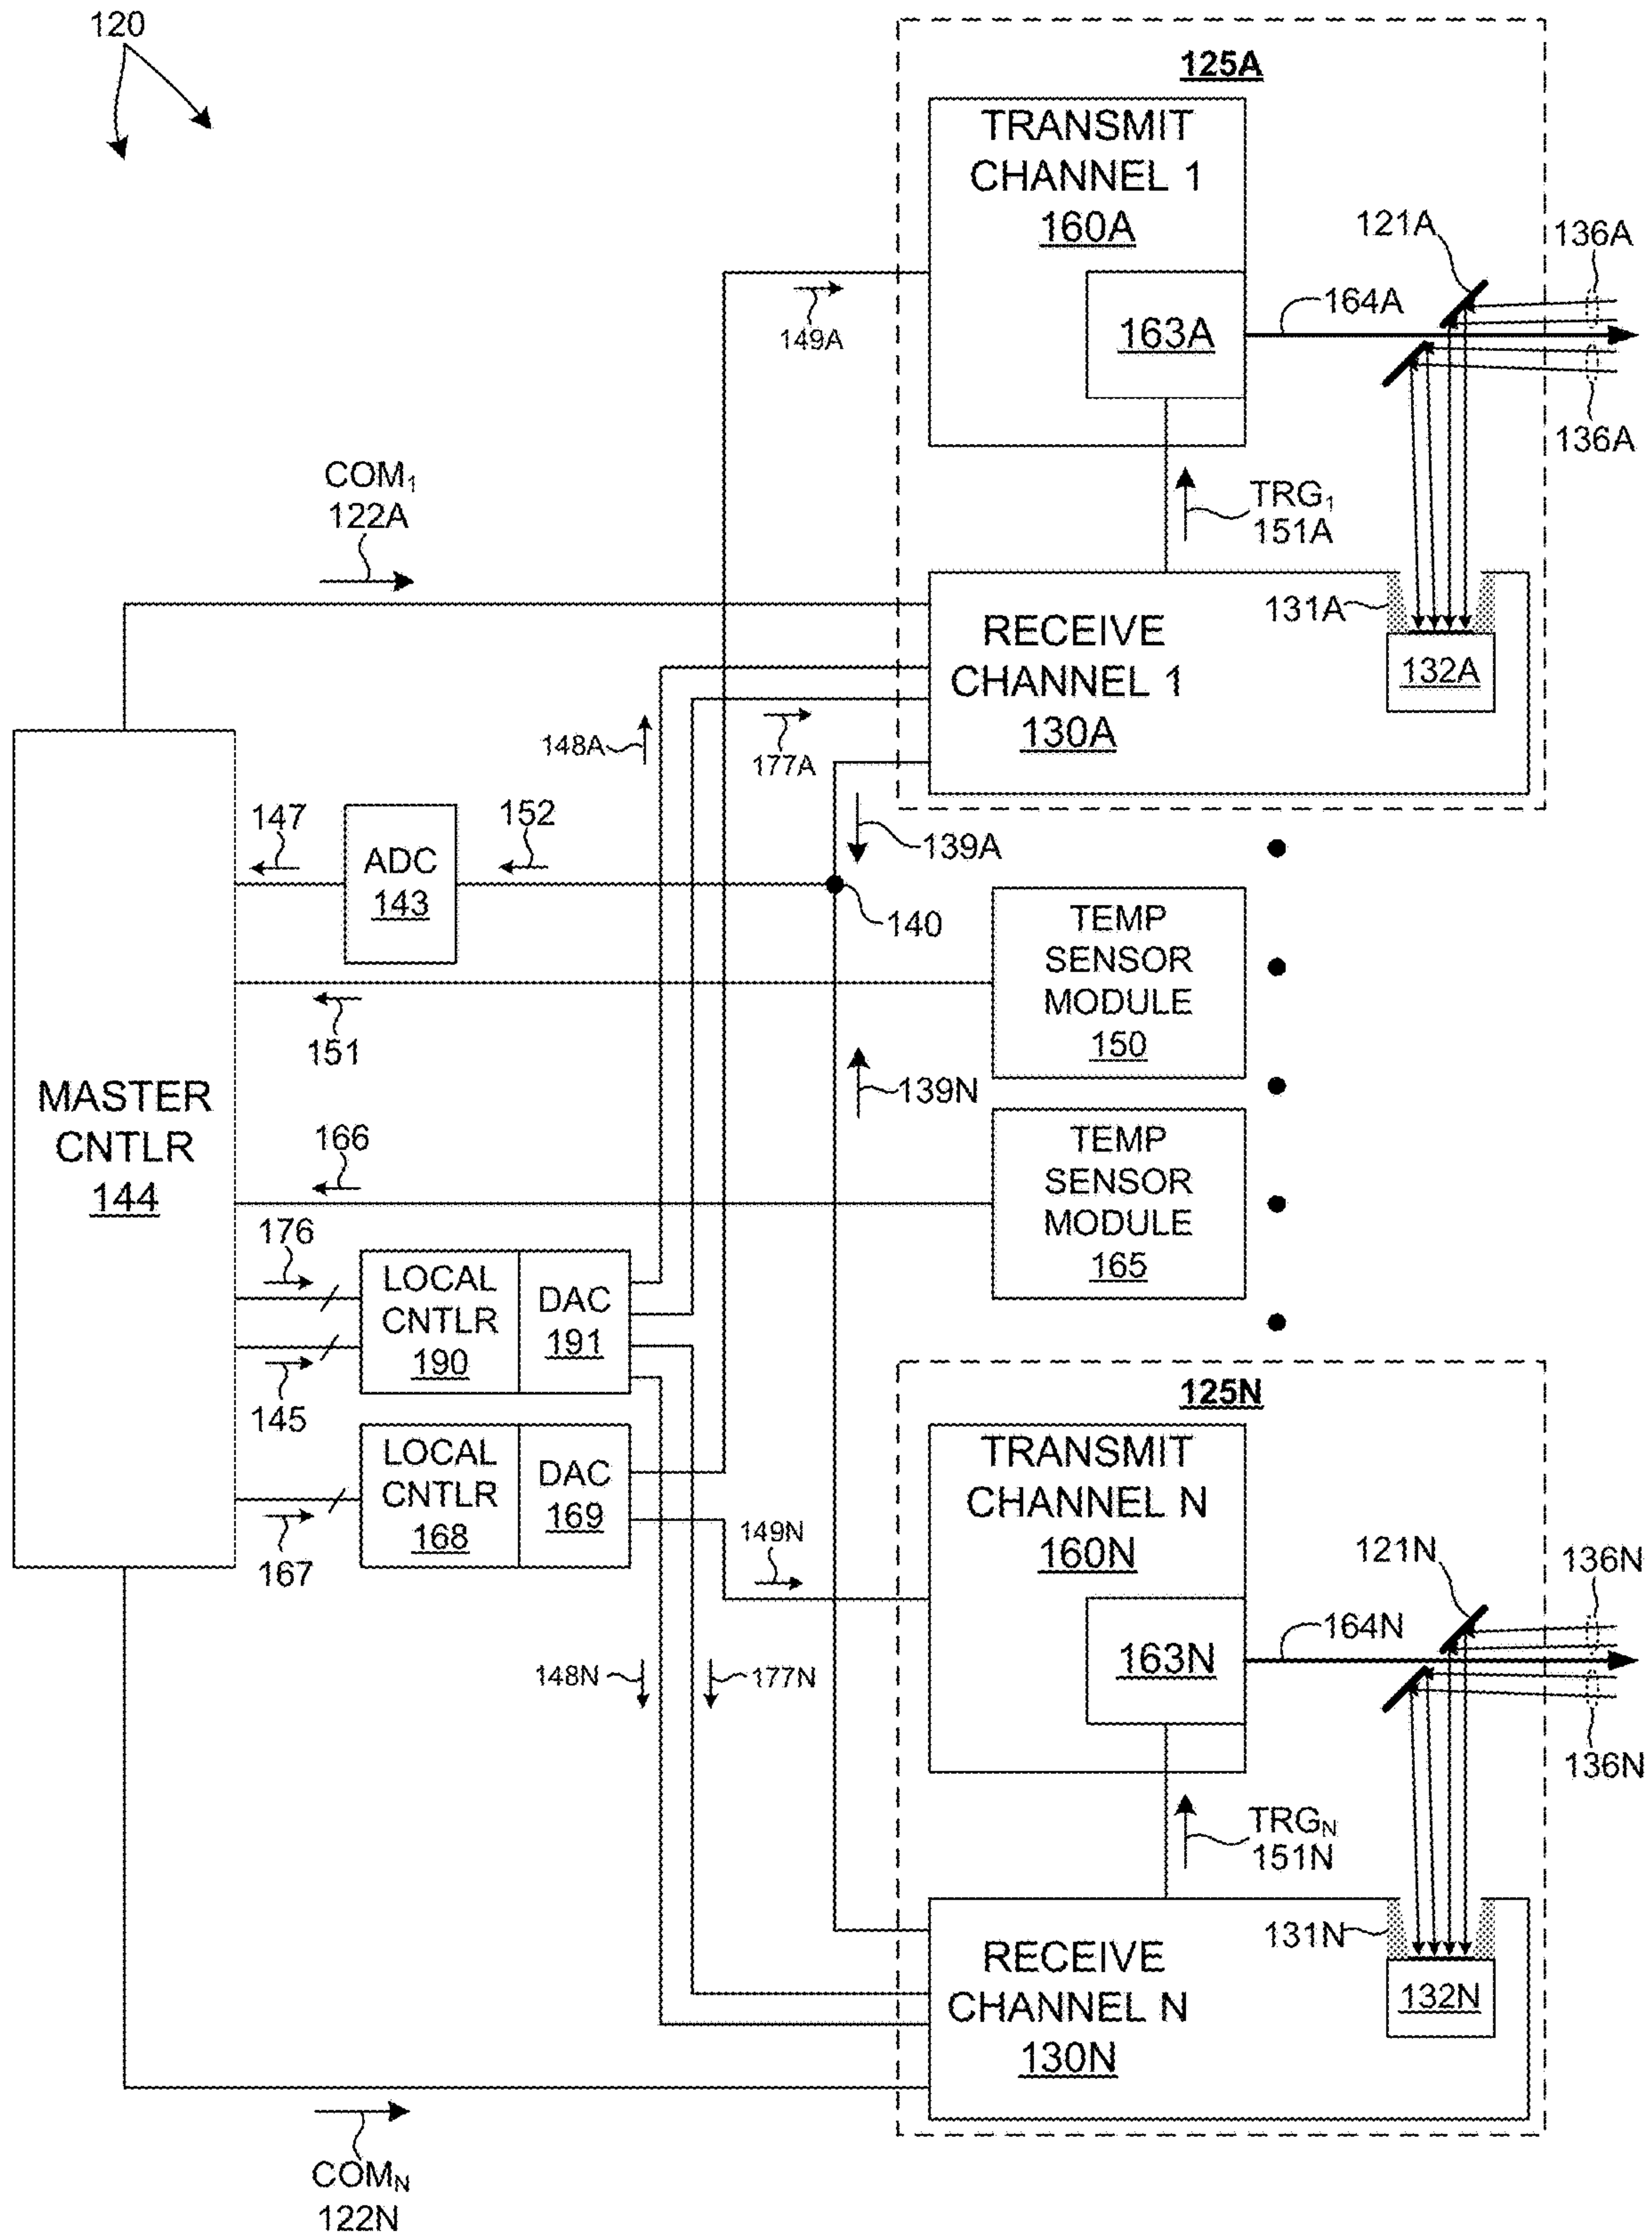 120
125A
TRANSMIT
CHANNEL 1
160A
163A
121A
136A
164A
136A
149A
COM₁
122A
TRG₁
151A
RECEIVE
CHANNEL 1
130A
131A
132A
148A
177A
147
ADC
143
152
139A
140
TEMP
SENSOR
MODULE
150
151
139N
MASTER
CNTLR
144
166
TEMP
SENSOR
MODULE
165
176
LOCAL
CNTLR
190
DAC
191
145
LOCAL
CNTLR
168
DAC
169
167
125N
TRANSMIT
CHANNEL N
160N
163N
149N
121N
136N
164N
136N
148N
177N
TRG_N
151N
RECEIVE
CHANNEL N
130N
131N
132N
COM_N
122N